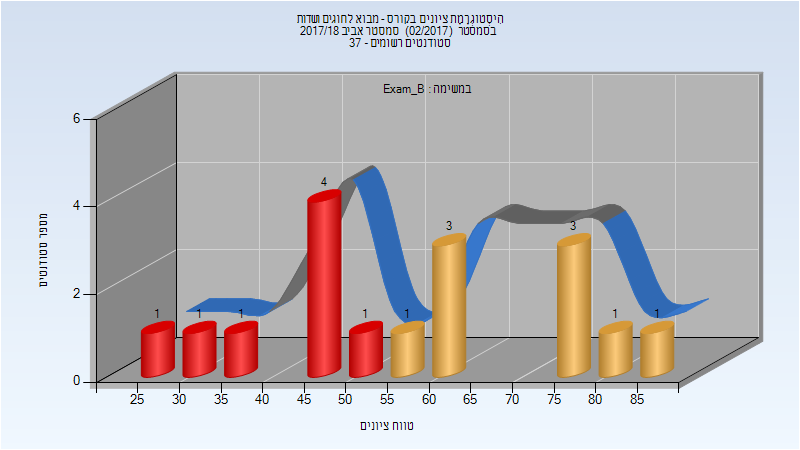 היסטוגרמת ציונים בקורס - מבוא לחוגים ושדות
בסמסטר (02/2017) סמסטר אביב 2017/18
סטודנטים רשומים - 37
במשימה : Exam_B
מספר סטודנטים
6
4
2
0
1 1 1 4 1 1 3 3 1 1
25 30 35 40 45 50 55 60 65 70 75 80 85
טווח ציונים